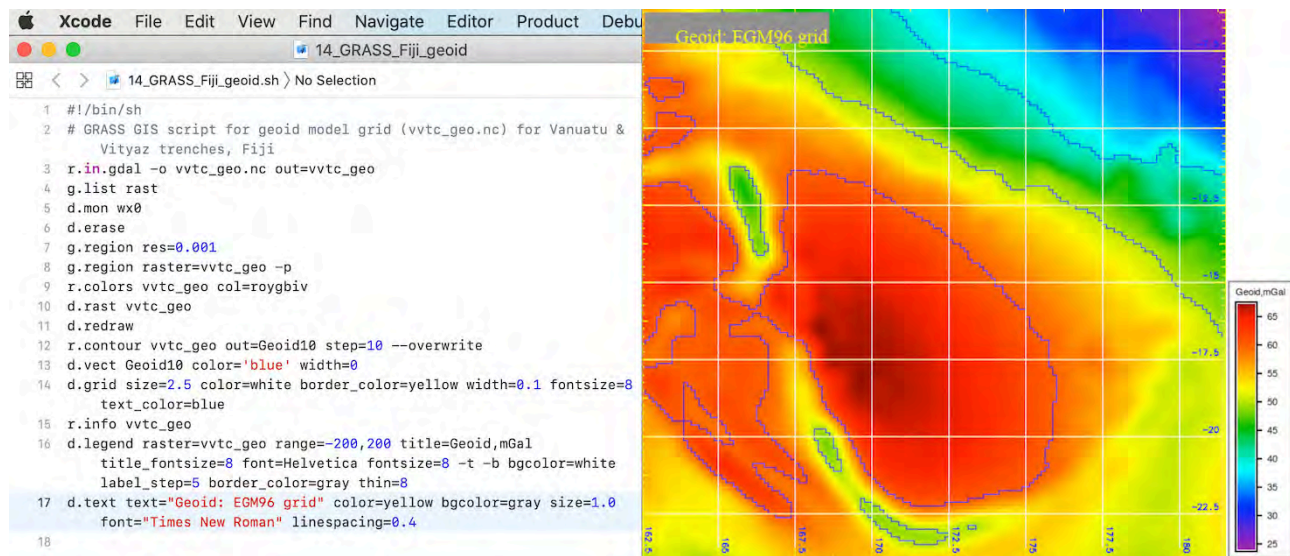 Xcode File Edit View Find Navigate Editor Product Debu
14_GRASS_Fiji_geoid
14_GRASS_Fiji_geoid.sh No Selection
1 #!/bin/sh
2 # GRASS GIS script for geoid model grid (vvtc_geo.nc) for Vanuatu &
Vityaz trenches, Fiji
3 r.in.gdal -o vvtc_geo.nc out=vvtc_geo
4 g.list rast
5 d.mon wx0
6 d.erase
7 g.region res=0.001
8 g.region raster=vvtc_geo -p
9 r.colors vvtc_geo col=roygbiv
10 d.rast vvtc_geo
11 d.redraw
12 r.contour vvtc_geo out=Geoid10 step=10 --overwrite
13 d.vect Geoid10 color='blue' width=0
14 d.grid size=2.5 color=white border_color=yellow width=0.1 fontsize=8
text_color=blue
15 r.info vvtc_geo
16 d.legend raster=vvtc_geo range=-200,200 title=Geoid,mGal
title_fontsize=8 font=Helvetica fontsize=8 -t -b bgcolor=white
label_step=5 border_color=gray thin=8
17 d.text text="Geoid: EGM96 grid" color=yellow bgcolor=gray size=1.0
font="Times New Roman" linespacing=0.4
18
Geoid: EGM96 grid
-12.5
-15
-17.5
-20
-22.5
162.5 165 167.5 170 172.5 175 177.5 180
Geoid,mGal
65
60
55
50
45
40
35
30
25